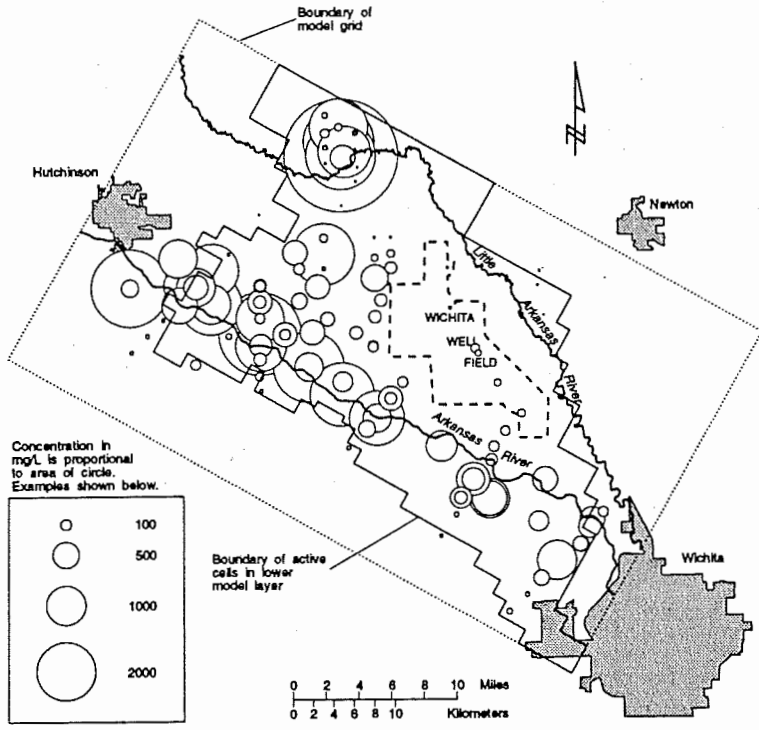 Boundary of
model grid
N
Hutchinson
Newton
Little
Arkansas
River
WICHITA
WELL
FIELD
Arkansas
River
Concentration in
mg/L is proportional
to area of circle.
Examples shown below.
100
500
1000
2000
Boundary of active
cells in lower
model layer
Wichita
0 2 4 6 8 10 Miles
0 2 4 6 8 10 Kilometers